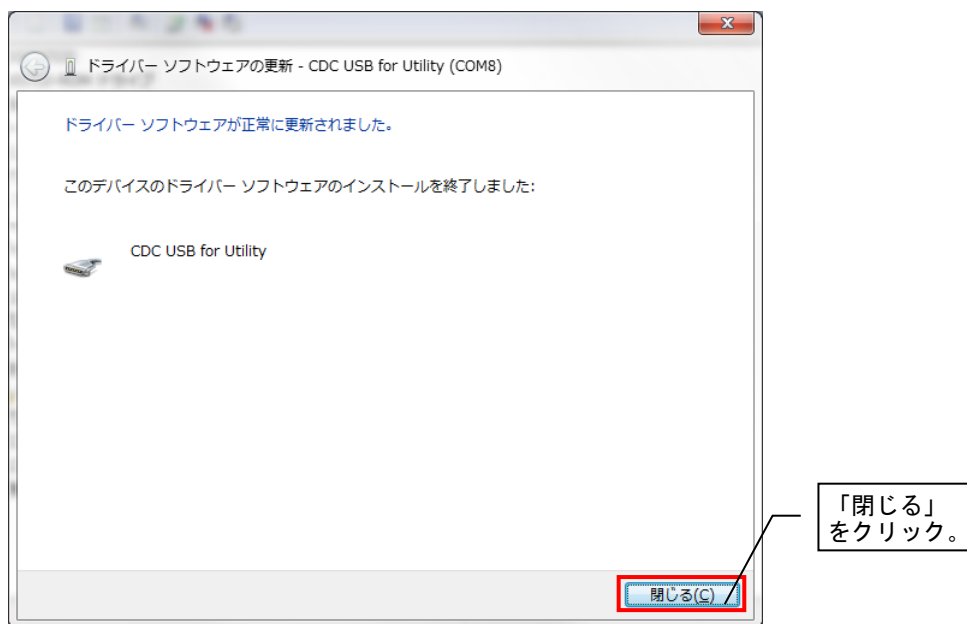 ドライバー ソフトウェアの更新 - CDC USB for Utility (COM8)
ドライバー ソフトウェアが正常に更新されました。
このデバイスのドライバー ソフトウェアのインストールを終了しました:
CDC USB for Utility
「閉じる」
をクリック。
閉じる(C)